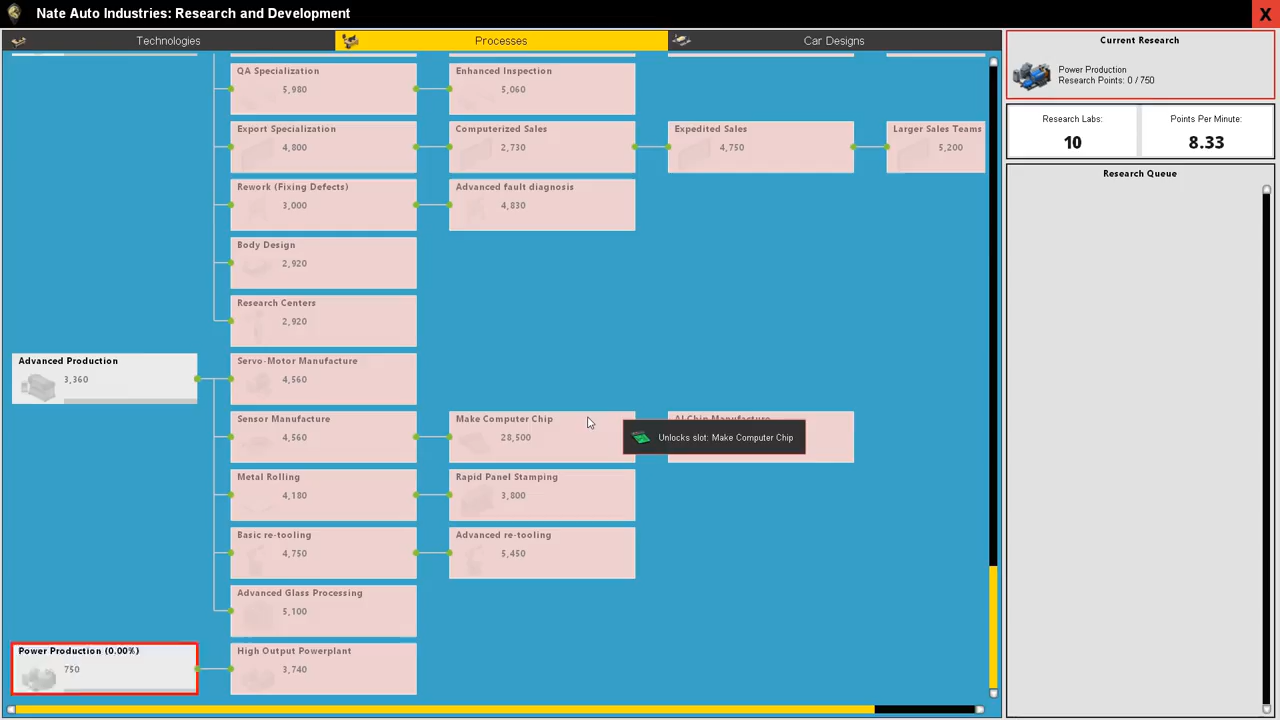 Nate Auto Industries: Research and Development
X
Technologies
Processes
Car Designs
QA Specialization
5,980
Enhanced Inspection
5,060
Export Specialization
4,800
Computerized Sales
2,730
Expedited Sales
4,750
Larger Sales Teams
5,200
Rework (Fixing Defects)
3,000
Advanced fault diagnosis
4,830
Body Design
2,920
Research Centers
2,920
Advanced Production
3,360
Servo-Motor Manufacture
4,560
Sensor Manufacture
4,560
Make Computer Chip
28,500
AI Chip Manufacture
Unlocks slot: Make Computer Chip
Metal Rolling
4,180
Rapid Panel Stamping
3,800
Basic re-tooling
4,750
Advanced re-tooling
5,450
Advanced Glass Processing
5,100
Power Production (0.00%)
750
High Output Powerplant
3,740
Current Research
Power Production
Research Points: 0 / 750
Research Labs:
10
Points Per Minute:
8.33
Research Queue